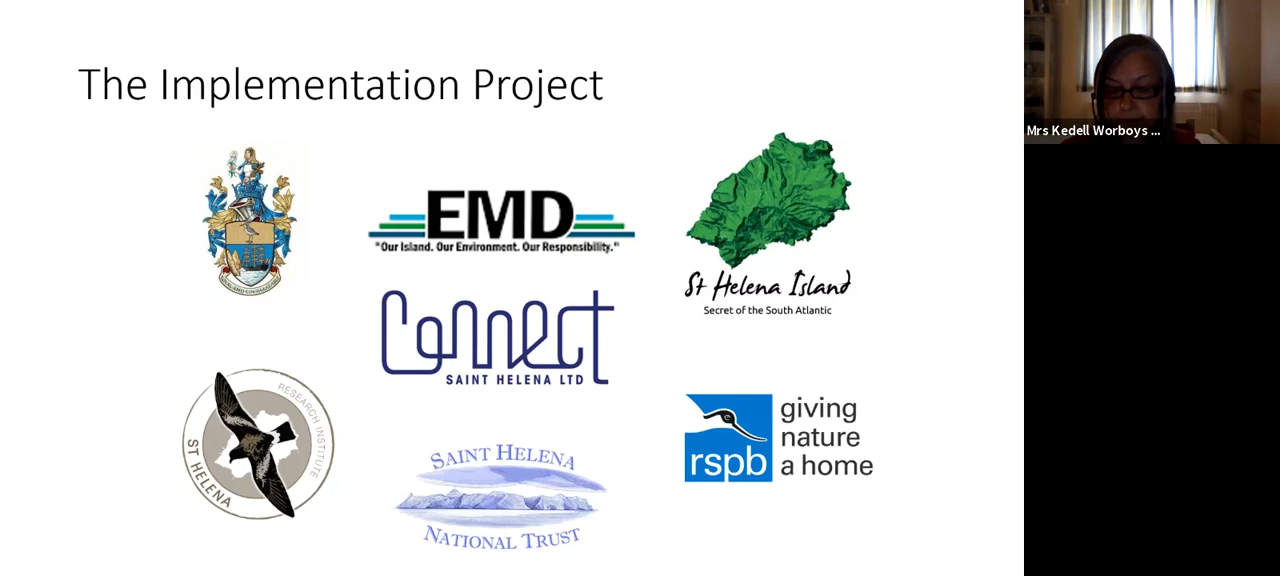 The Implementation Project
Mrs Kedell Worboys ...
EMD
"Our Island. Our Environment. Our Responsibility."
St Helena Island
Secret of the South Atlantic
Connect
SAINT HELENA LTD
RESEARCH INSTITUTE
ST HELENA
rspb
giving
nature
a home
SAINT HELENA
NATIONAL TRUST